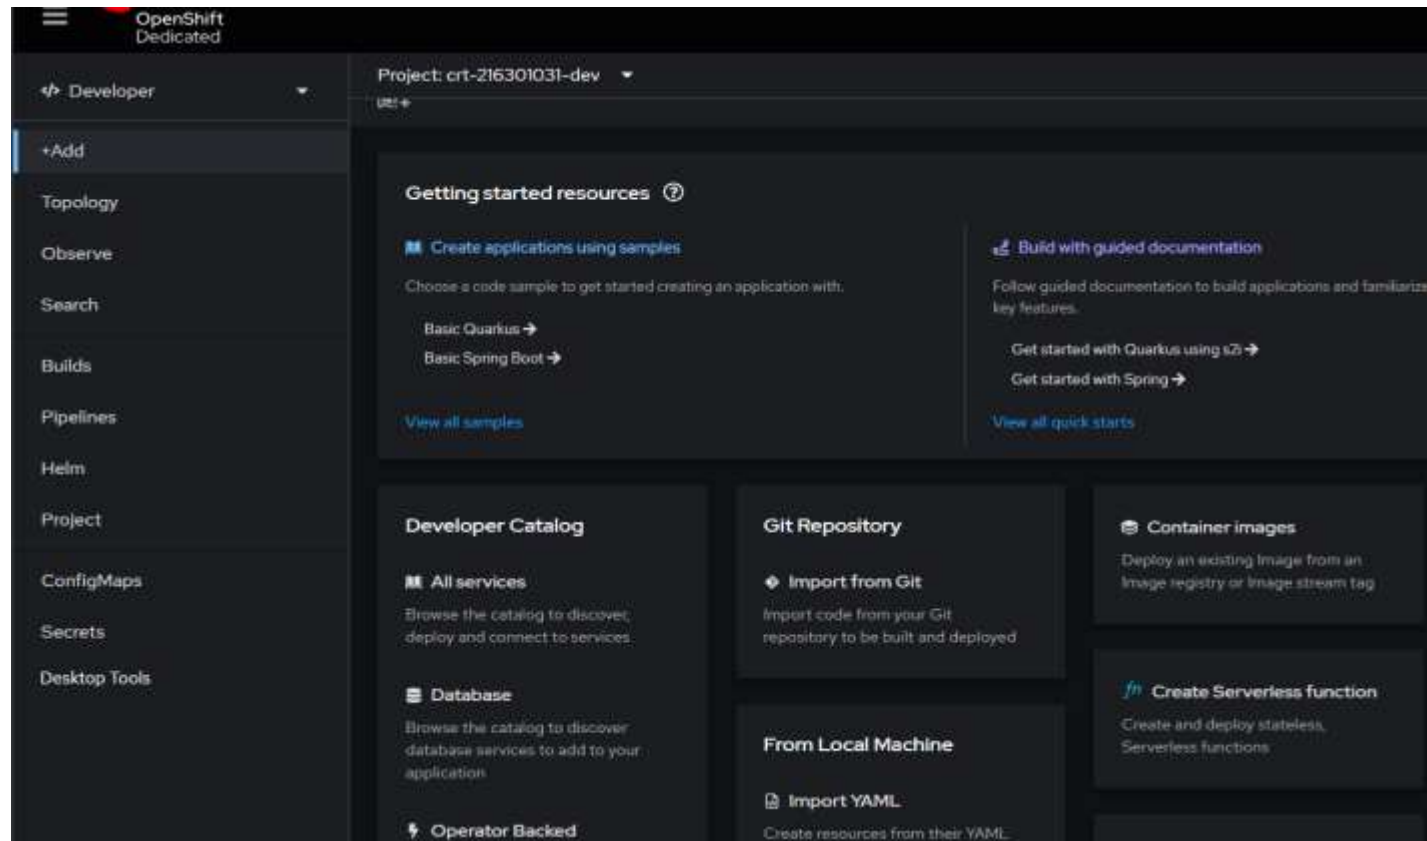 OpenShift
Dedicated
</> Developer
Project: crt-216301031-dev
+Add
Topology
Observe
Search
Builds
Pipelines
Helm
Project
ConfigMaps
Secrets
Desktop Tools
Getting started resources
Create applications using samples
Choose a code sample to get started creating an application with.
Basic Quarkus →
Basic Spring Boot →
View all samples
Build with guided documentation
Follow guided documentation to build applications and familiarize
key features.
Get started with Quarkus using s2i →
Get started with Spring →
View all quick starts
Developer Catalog
All services
Browse the catalog to discover,
deploy and connect to services
Database
Browse the catalog to discover
database services to add to your
application
Operator Backed
Git Repository
Import from Git
Import code from your Git
repository to be built and deployed
From Local Machine
Import YAML
Create resources from their YAML
Container images
Deploy an existing Image from an
Image registry or Image stream tag
fn Create Serverless function
Create and deploy stateless,
Serverless functions